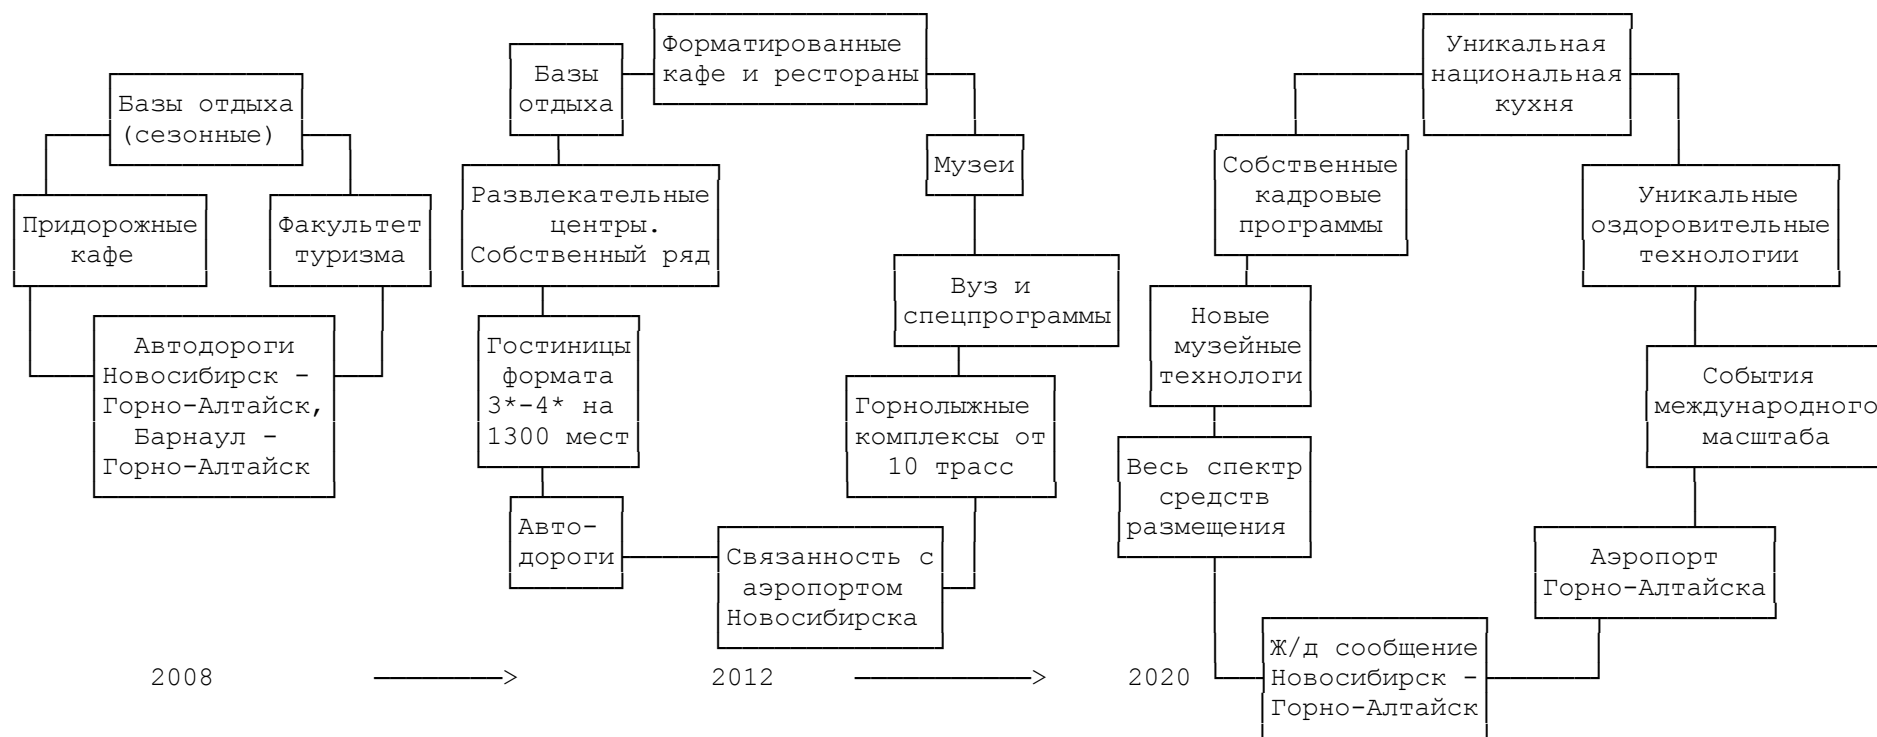 Базы отдыха
(сезонные)
Придорожные
кафе
Факультет
туризма
Автодороги
Новосибирск -
Горно-Алтайск,
Барнаул -
Горно-Алтайск
2008
Базы
отдыха
Форматированные
кафе и рестораны
Музеи
Развлекательные
центры.
Собственный ряд
Вуз и
спецпрограммы
Гостиницы
формата
3*-4* на
1300 мест
Горнолыжные
комплексы от
10 трасс
Авто-
дороги
Связанность с
аэропортом
Новосибирска
2012
Уникальная
национальная
кухня
Собственные
кадровые
программы
Уникальные
оздоровительные
технологии
Новые
музейные
технологи
События
международного
масштаба
Весь спектр
средств
размещения
Аэропорт
Горно-Алтайска
Ж/д сообщение
Новосибирск -
Горно-Алтайск
2020